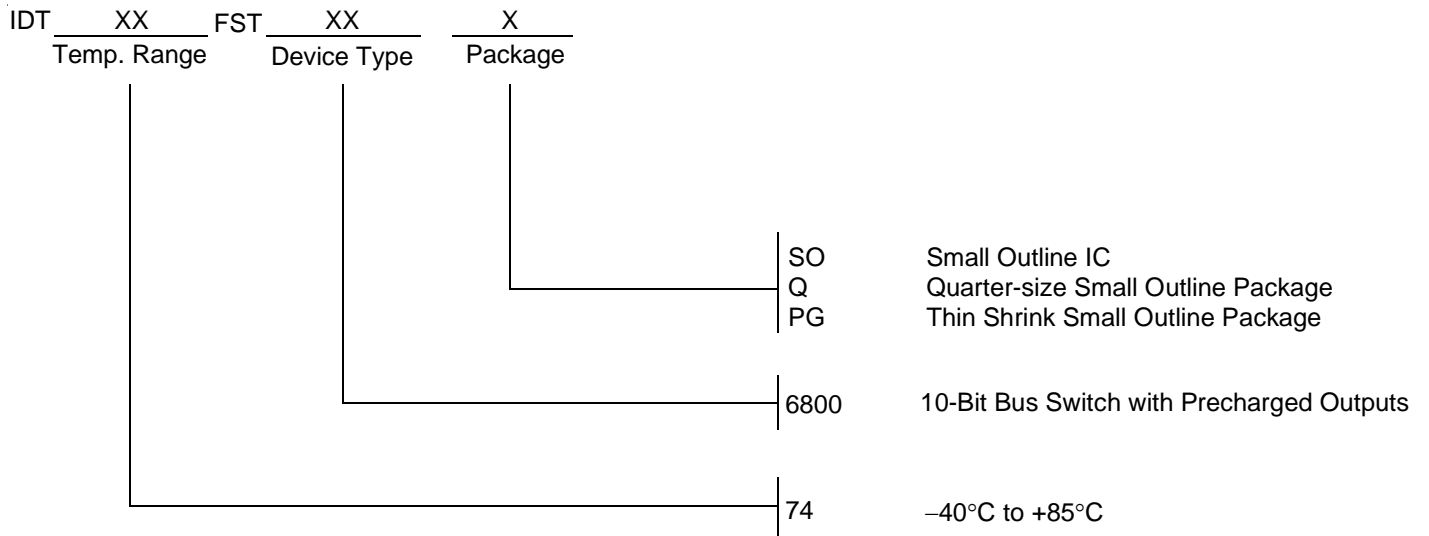 IDT XX FST XX X
Temp. Range Device Type Package
SO Small Outline IC
Q Quarter-size Small Outline Package
PG Thin Shrink Small Outline Package
6800 10-Bit Bus Switch with Precharged Outputs
74 –40°C to +85°C